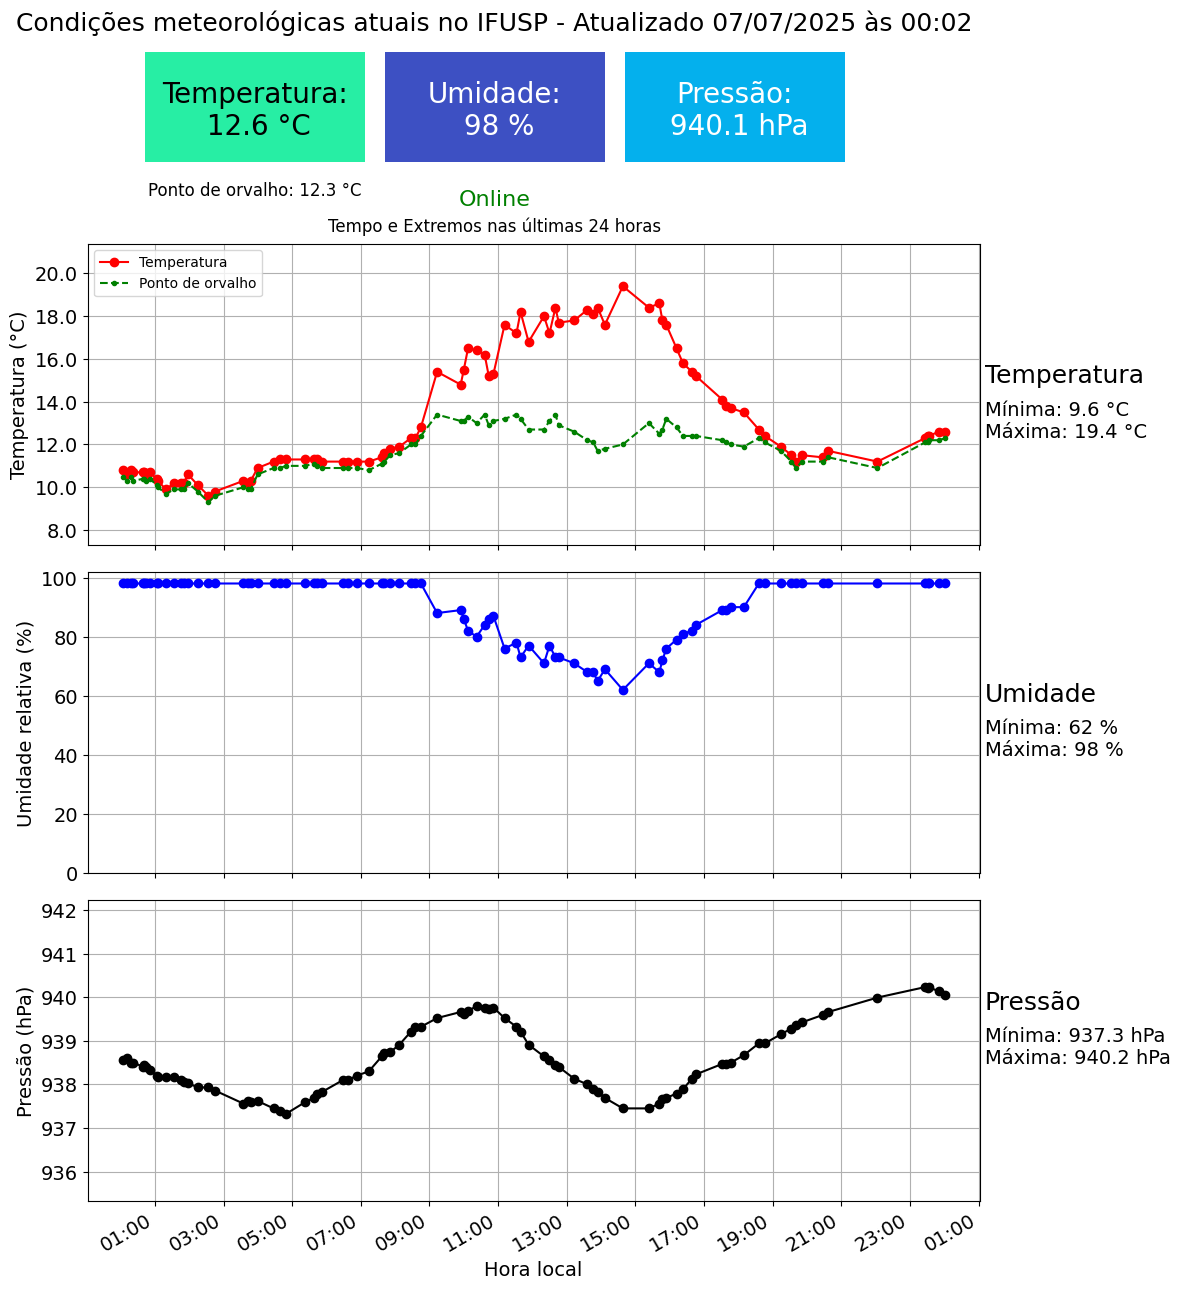 Condições meteorológicas atuais no IFUSP - Atualizado 07/07/2025 às 00:02
Temperatura:
12.6 °C
Umidade:
98 %
Pressão:
940.1 hPa
Ponto de orvalho: 12.3 °C
Online
Tempo e Extremos nas últimas 24 horas
Temperatura
Ponto de orvalho
Temperatura (°C)
20.0
18.0
16.0
14.0
12.0
10.0
8.0
Temperatura
Mínima: 9.6 °C
Máxima: 19.4 °C
Umidade relativa (%)
100
80
60
40
20
0
Umidade
Mínima: 62 %
Máxima: 98 %
Pressão (hPa)
942
941
940
939
938
937
936
Pressão
Mínima: 937.3 hPa
Máxima: 940.2 hPa
01:00 03:00 05:00 07:00 09:00 11:00 13:00 15:00 17:00 19:00 21:00 23:00 01:00
Hora local